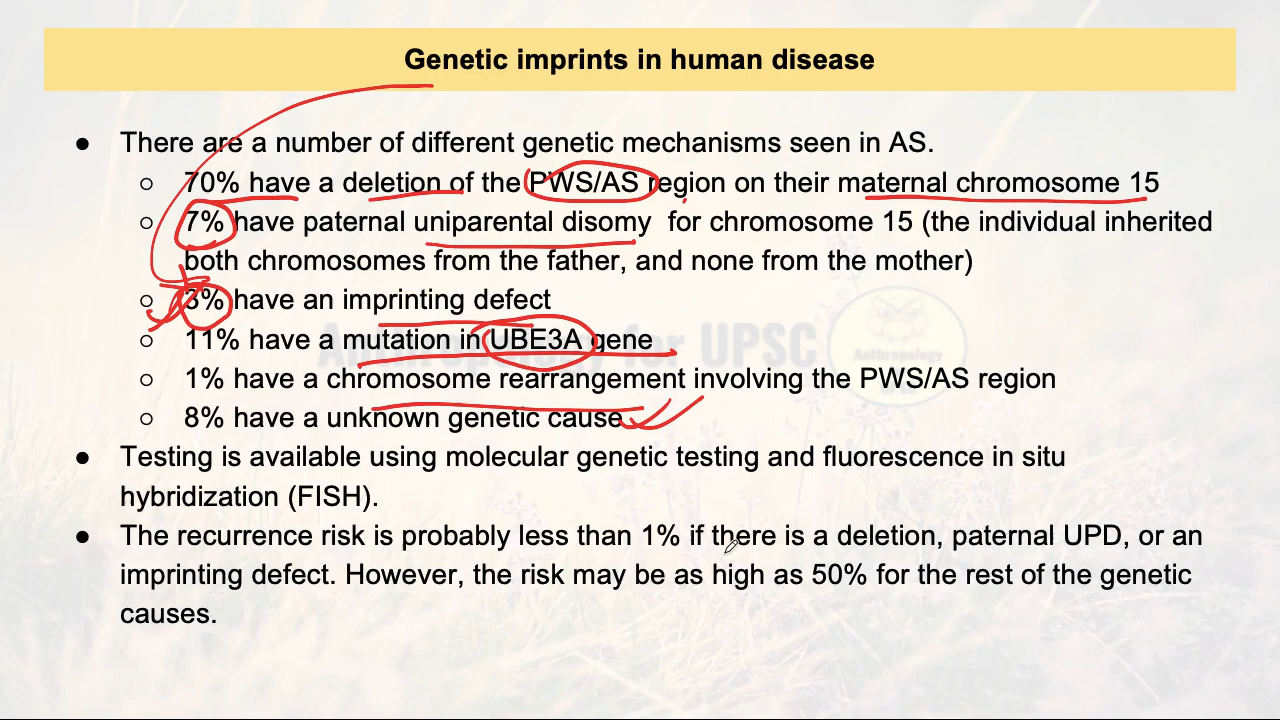 Genetic imprints in human disease
● There are a number of different genetic mechanisms seen in AS.
○ 70% have a deletion of the PWS/AS region on their maternal chromosome 15
○ 7% have paternal uniparental disomy for chromosome 15 (the individual inherited
both chromosomes from the father, and none from the mother)
○ 3% have an imprinting defect
○ 11% have a mutation in UBE3A gene
Anthropology for UPSC
Anthropology
○ 1% have a chromosome rearrangement involving the PWS/AS region
○ 8% have a unknown genetic cause
● Testing is available using molecular genetic testing and fluorescence in situ
hybridization (FISH).
● The recurrence risk is probably less than 1% if there is a deletion, paternal UPD, or an
imprinting defect. However, the risk may be as high as 50% for the rest of the genetic
causes.